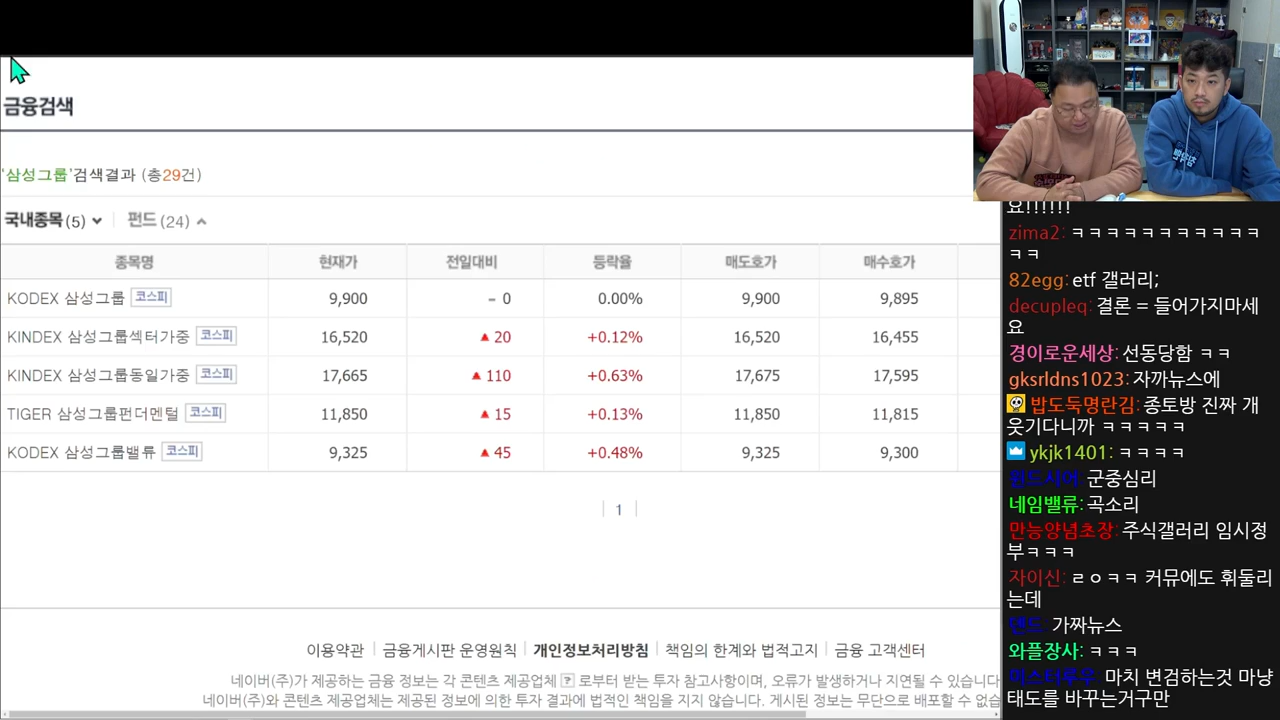 금융검색
'삼성그룹'검색결과 (총29건)
국내종목(5) 펀드 (24)
종목명 현재가 전일대비 등락율 매도호가 매수호가
KODEX 삼성그룹 코스피 9,900 - 0 0.00% 9,900 9,895
KINDEX 삼성그룹섹터가중 코스피 16,520 ▲ 20 +0.12% 16,520 16,455
KINDEX 삼성그룹동일가중 코스피 17,665 ▲ 110 +0.63% 17,675 17,595
TIGER 삼성그룹펀더멘털 코스피 11,850 ▲ 15 +0.13% 11,850 11,815
KODEX 삼성그룹밸류 코스피 9,325 ▲ 45 +0.48% 9,325 9,300
1
이용약관 금융게시판 운영원칙 개인정보처리방침 책임의 한계와 법적고지 금융 고객센터
네이버(주)가 제공하는 금융 정보는 각 콘텐츠 제공업체 ? 로부터 받는 투자 참고사항이며, 오류가 발생하거나 지연될 수 있습니다
네이버(주)와 콘텐츠 제공업체는 제공된 정보에 의한 투자 결과에 법적인 책임을 지지 않습니다. 게시된 정보는 무단으로 배포할 수 없습
요!!!!!!
zima2: ㅋㅋㅋㅋㅋㅋㅋㅋㅋㅋㅋ
ㅋㅋ
82egg: etf 갤러리;
decupleq: 결론 = 들어가지마세
요
경이로운세상: 선동당함 ㅋㅋ
gksrldns1023: 자까뉴스에
밥도둑명란김: 종토방 진짜 개
웃기다니까 ㅋㅋㅋㅋㅋ
ykjk1401: ㅋㅋㅋㅋ
윈드시어: 군중심리
네임밸류: 곡소리
만능양념초장: 주식갤러리 임시정
부ㅋㅋㅋ
자이신: ㄹㅇㅋㅋ 커뮤에도 휘둘리
는데
덴드: 가짜뉴스
와플장사: ㅋㅋㅋ
미스터루우: 마치 변검하는것 마냥
태도를 바꾸는거구만